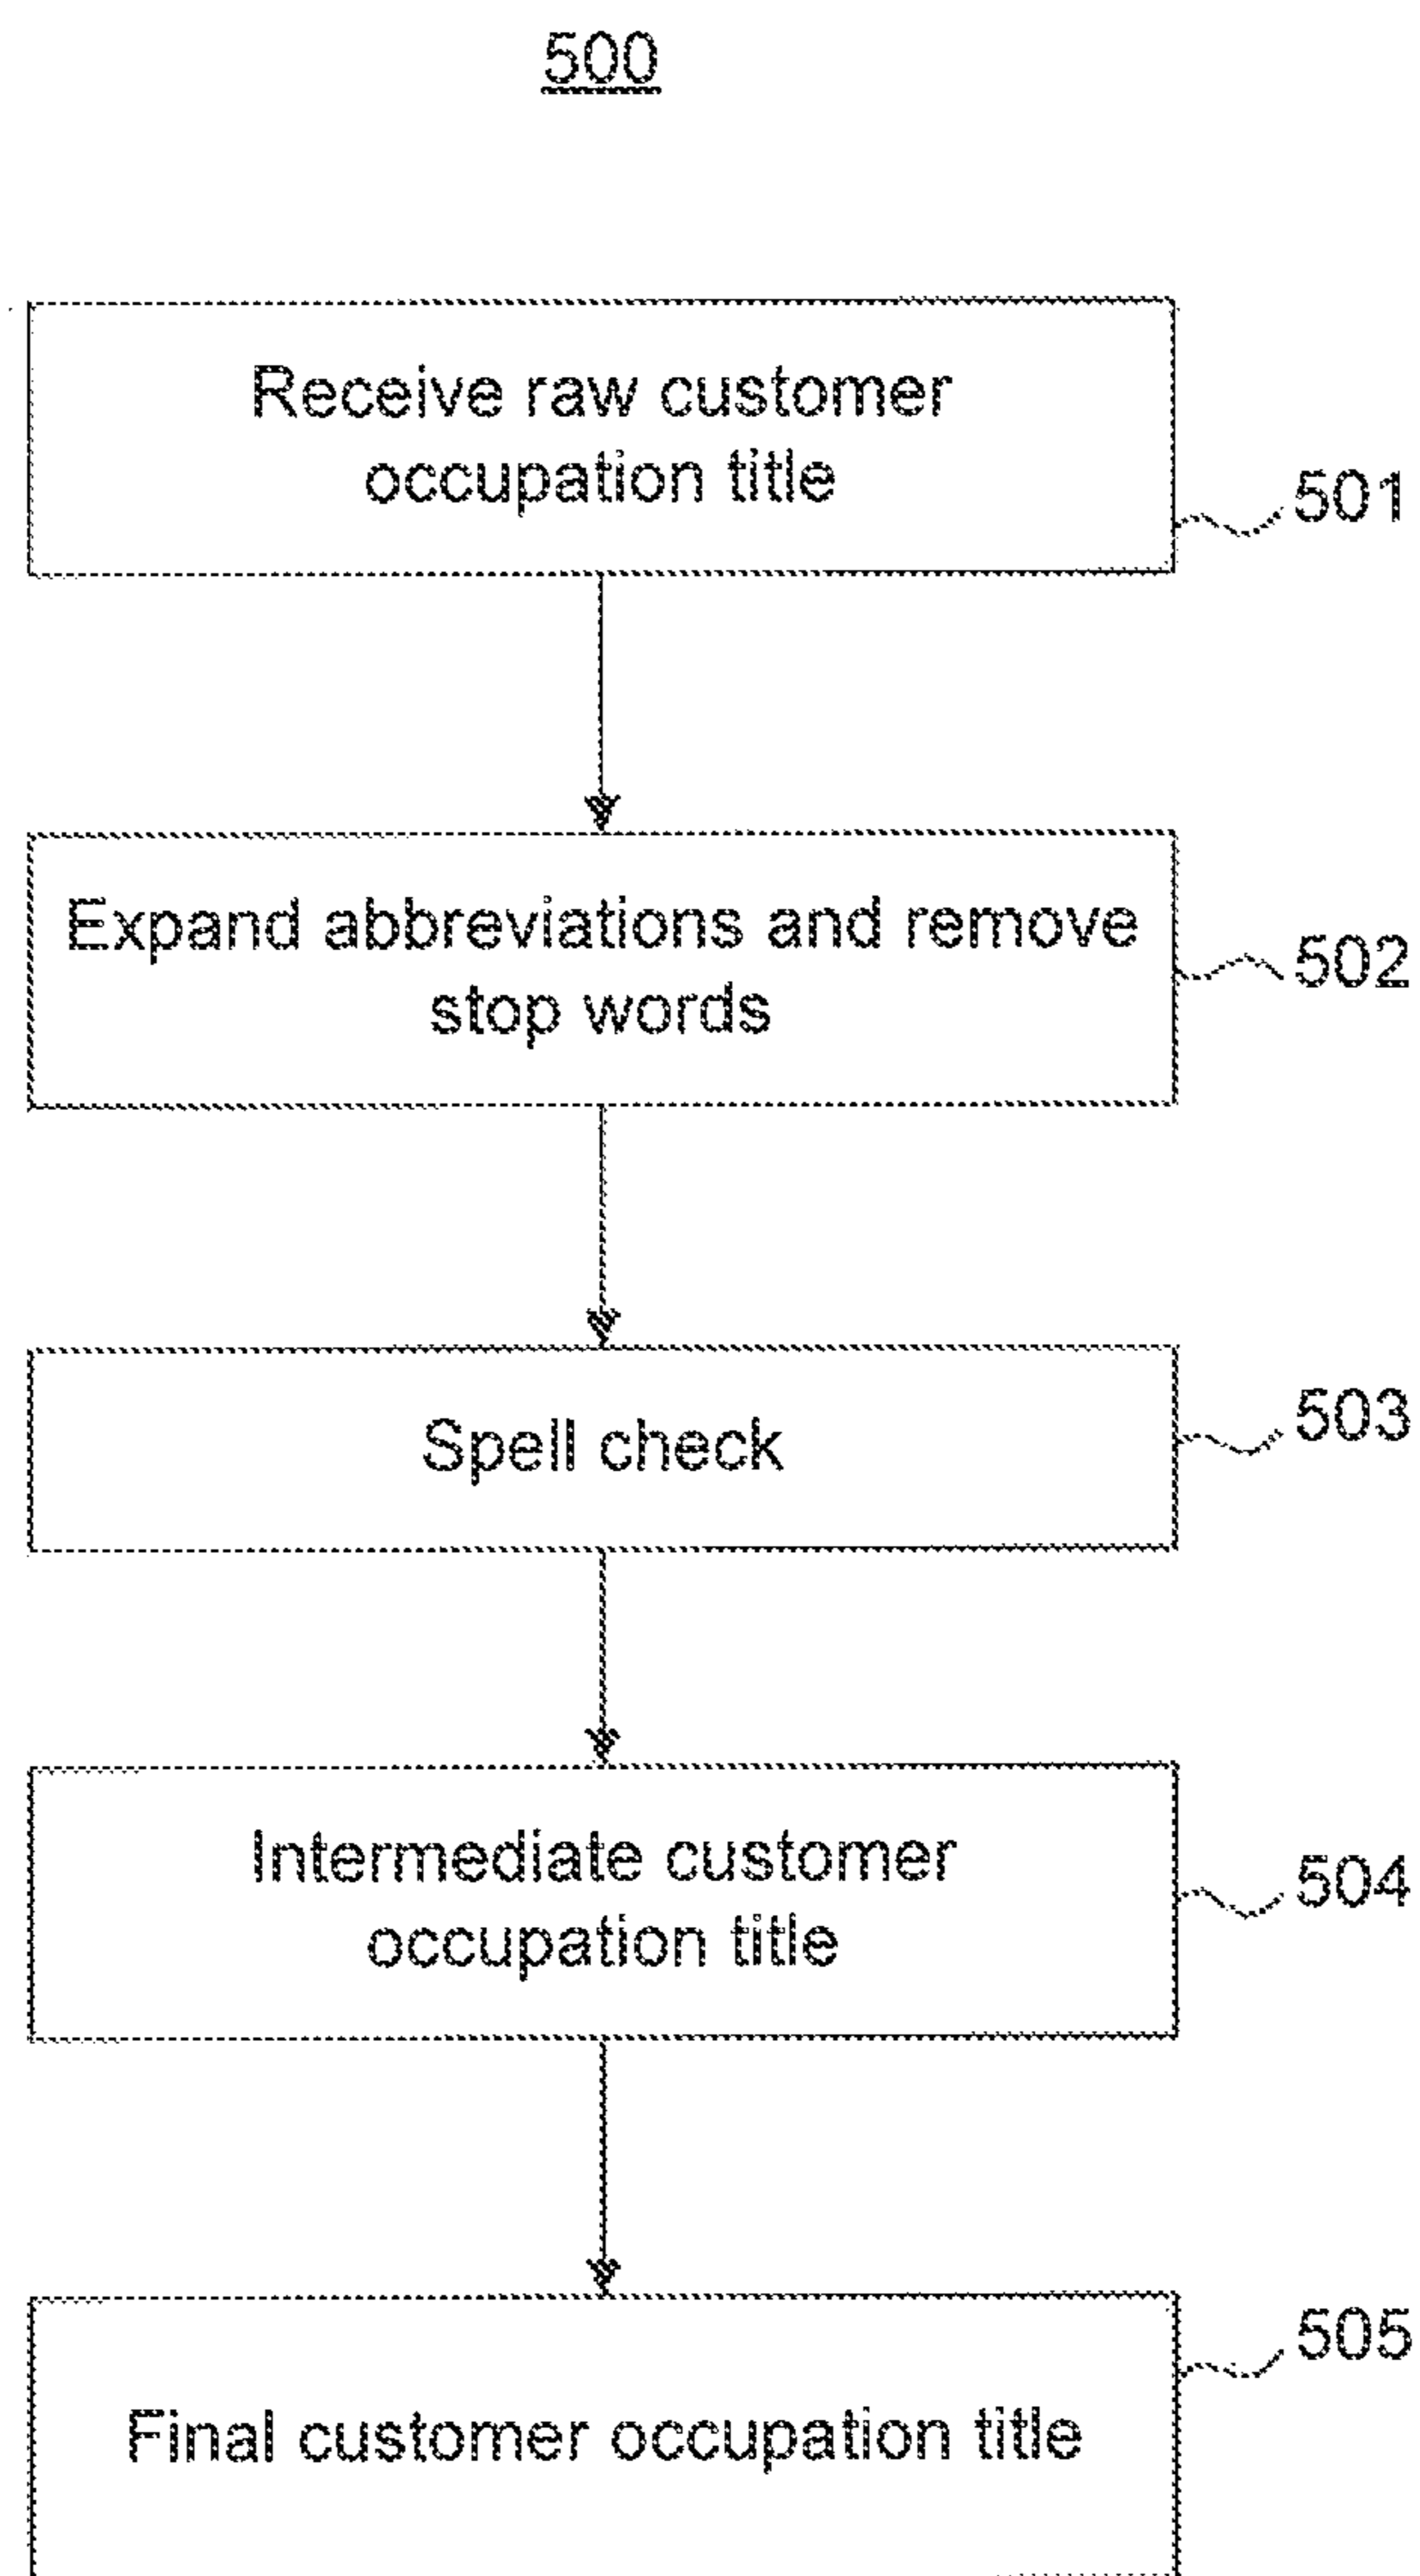 500
Receive raw customer
occupation title
501
Expand abbreviations and remove
stop words
502
Spell check
503
Intermediate customer
occupation title
504
Final customer occupation title
505